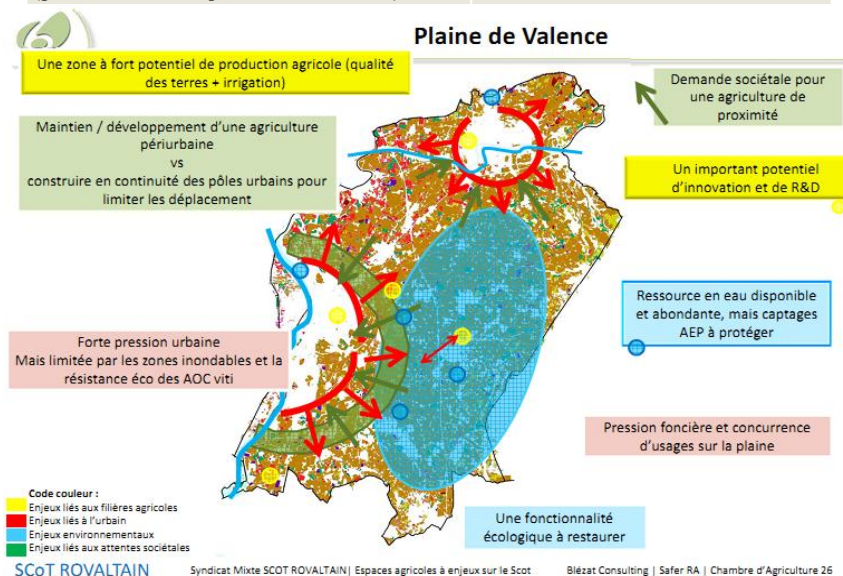 Plaine de Valence
Une zone à fort potentiel de production agricole (qualité
des terres + irrigation)
Demande sociétale pour
une agriculture de
proximité
Maintien / développement d'une agriculture
périurbaine
vs
construire en continuité des pôles urbains pour
limiter les déplacement
Un important potentiel
d'innovation et de R&D
Ressource en eau disponible
et abondante, mais captages
AEP à protéger
Forte pression urbaine
Mais limitée par les zones inondables et la
résistance éco des AOC viti
Pression foncière et concurrence
d'usages sur la plaine
Une fonctionnalité
écologique à restaurer
Code couleur :
Enjeux liés aux filières agricoles
Enjeux liés à l'urbain
Enjeux environnementaux
Enjeux liés aux attentes sociétales
SCoT ROVALTAIN
Syndicat Mixte SCOT ROVALTAIN| Espaces agricoles à enjeux sur le Scot
Blézat Consulting | Safer RA | Chambre d'Agriculture 26